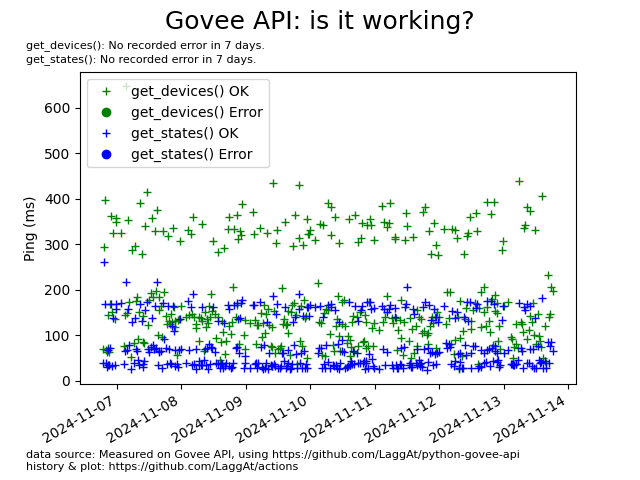 Govee API: is it working?
get_devices(): No recorded error in 7 days.
get_states(): No recorded error in 7 days.
get_devices() OK
get_devices() Error
get_states() OK
get_states() Error
Ping (ms)
600
500
400
300
200
100
0
2024-11-07
2024-11-08
2024-11-09
2024-11-10
2024-11-11
2024-11-12
2024-11-13
2024-11-14
data source: Measured on Govee API, using https://github.com/LaggAt/python-govee-api
history & plot: https://github.com/LaggAt/actions